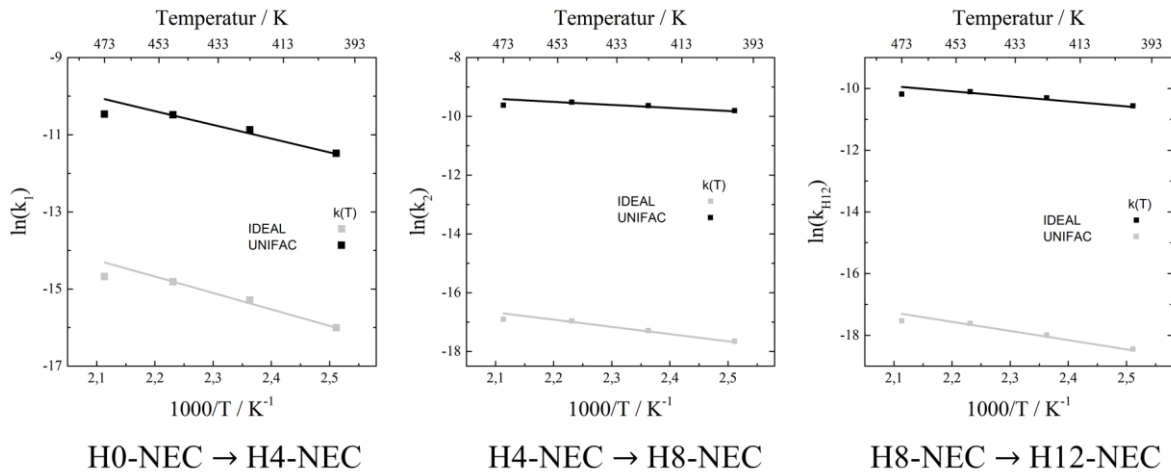 Temperatur / K
473 453 433 413 393
-9
-11
-13
-15
-17
ln(k1)
k(T)
IDEAL
UNIFAC
2,1 2,2 2,3 2,4 2,5
1000/T / K-1
H0-NEC → H4-NEC
Temperatur / K
473 453 433 413 393
-8
-10
-12
-14
-16
-18
ln(k2)
k(T)
IDEAL
UNIFAC
2,1 2,2 2,3 2,4 2,5
1000/T / K-1
H4-NEC → H8-NEC
Temperatur / K
473 453 433 413 393
-10
-12
-14
-16
-18
ln(kH12)
k(T)
IDEAL
UNIFAC
2,1 2,2 2,3 2,4 2,5
1000/T / K-1
H8-NEC → H12-NEC